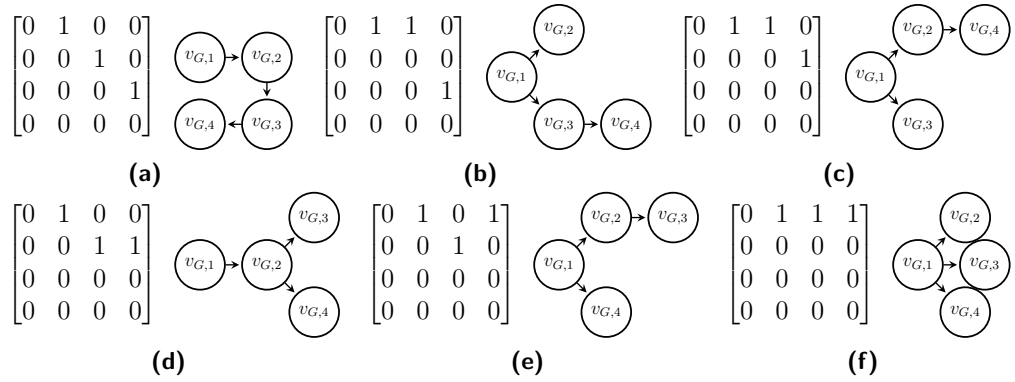 0 1 0 0
0 0 1 0
0 0 0 1
0 0 0 0
v_{G,1} v_{G,2}
v_{G,4} v_{G,3}
(a)
0 1 1 0
0 0 0 0
0 0 0 1
0 0 0 0
v_{G,2}
v_{G,1}
v_{G,3} v_{G,4}
(b)
0 1 1 0
0 0 0 1
0 0 0 0
0 0 0 0
v_{G,2} v_{G,4}
v_{G,1}
v_{G,3}
(c)
0 1 0 0
0 0 1 1
0 0 0 0
0 0 0 0
v_{G,3}
v_{G,1} v_{G,2}
v_{G,4}
(d)
0 1 0 1
0 0 1 0
0 0 0 0
0 0 0 0
v_{G,2} v_{G,3}
v_{G,1}
v_{G,4}
(e)
0 1 1 1
0 0 0 0
0 0 0 0
0 0 0 0
v_{G,2}
v_{G,1} v_{G,3}
v_{G,4}
(f)